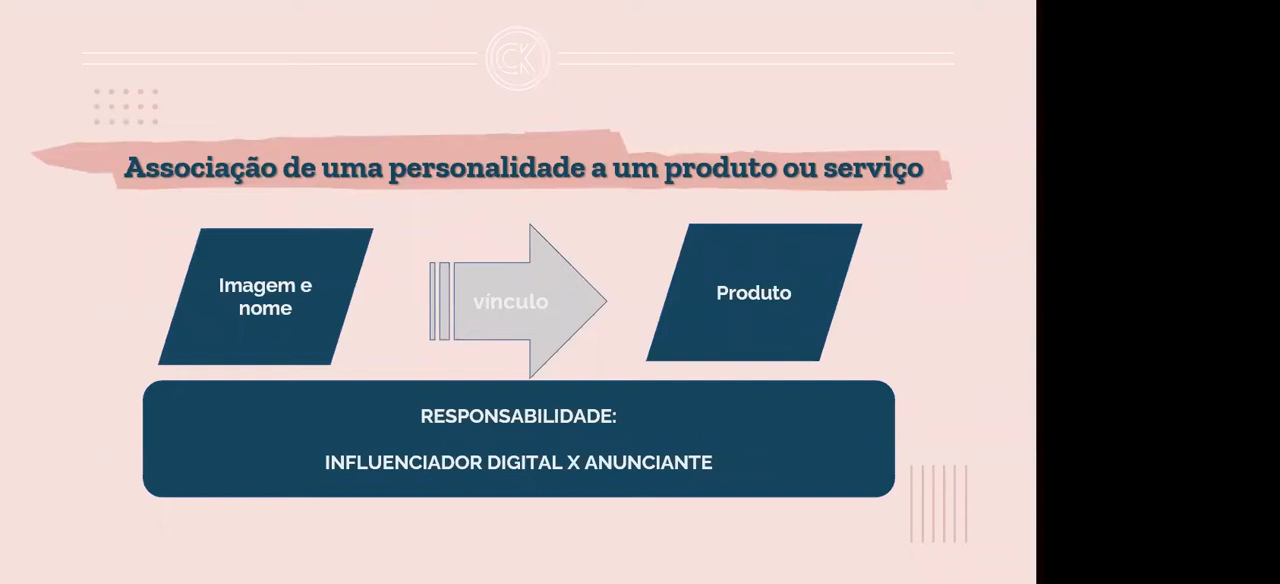 CK
Associação de uma personalidade a um produto ou serviço
Imagem e
nome
vínculo
Produto
RESPONSABILIDADE:
INFLUENCIADOR DIGITAL X ANUNCIANTE